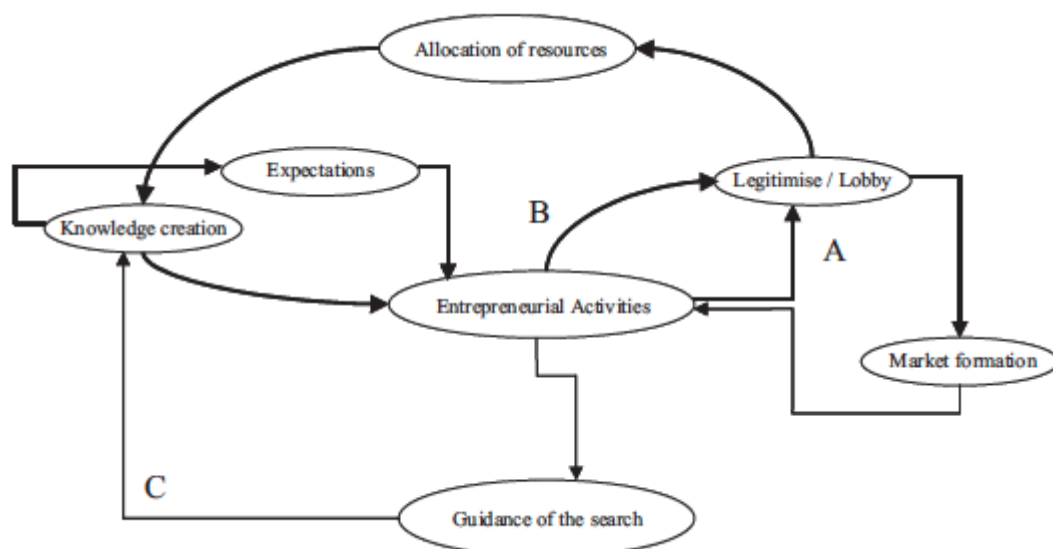 Allocation of resources
Expectations
Legitimise / Lobby
B
Knowledge creation
A
Entrepreneurial Activities
Market formation
C
Guidance of the search